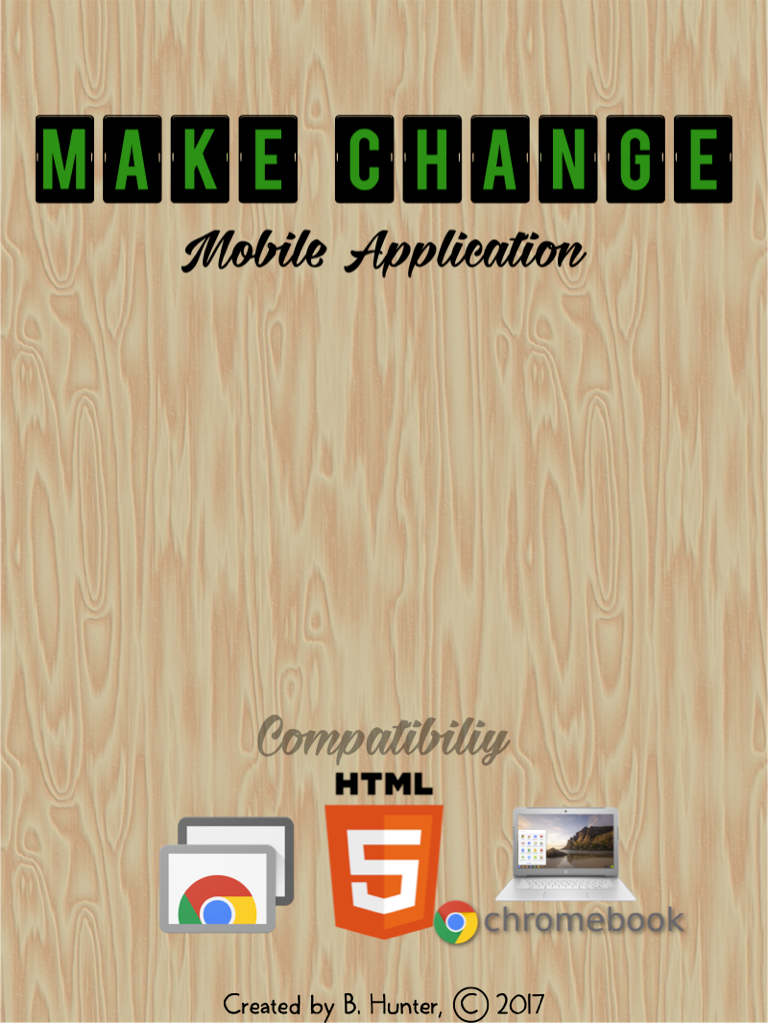 MAKE CHANGE
Mobile Application
Compatibiliy
HTML
5
chromebook
Created by B. Hunter, © 2017